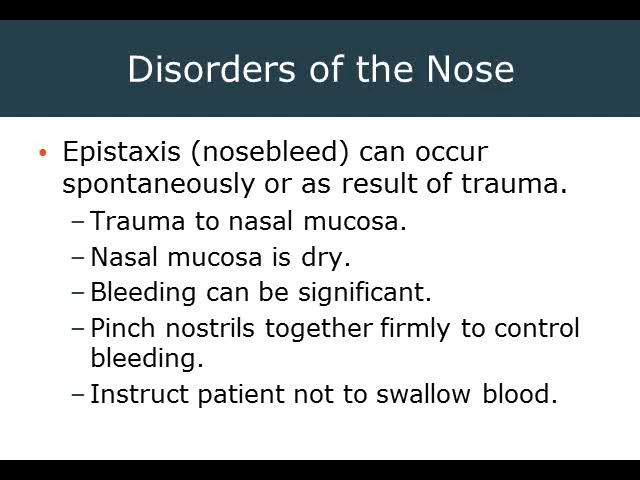 Disorders of the Nose
• Epistaxis (nosebleed) can occur
spontaneously or as result of trauma.
– Trauma to nasal mucosa.
– Nasal mucosa is dry.
– Bleeding can be significant.
– Pinch nostrils together firmly to control
bleeding.
– Instruct patient not to swallow blood.